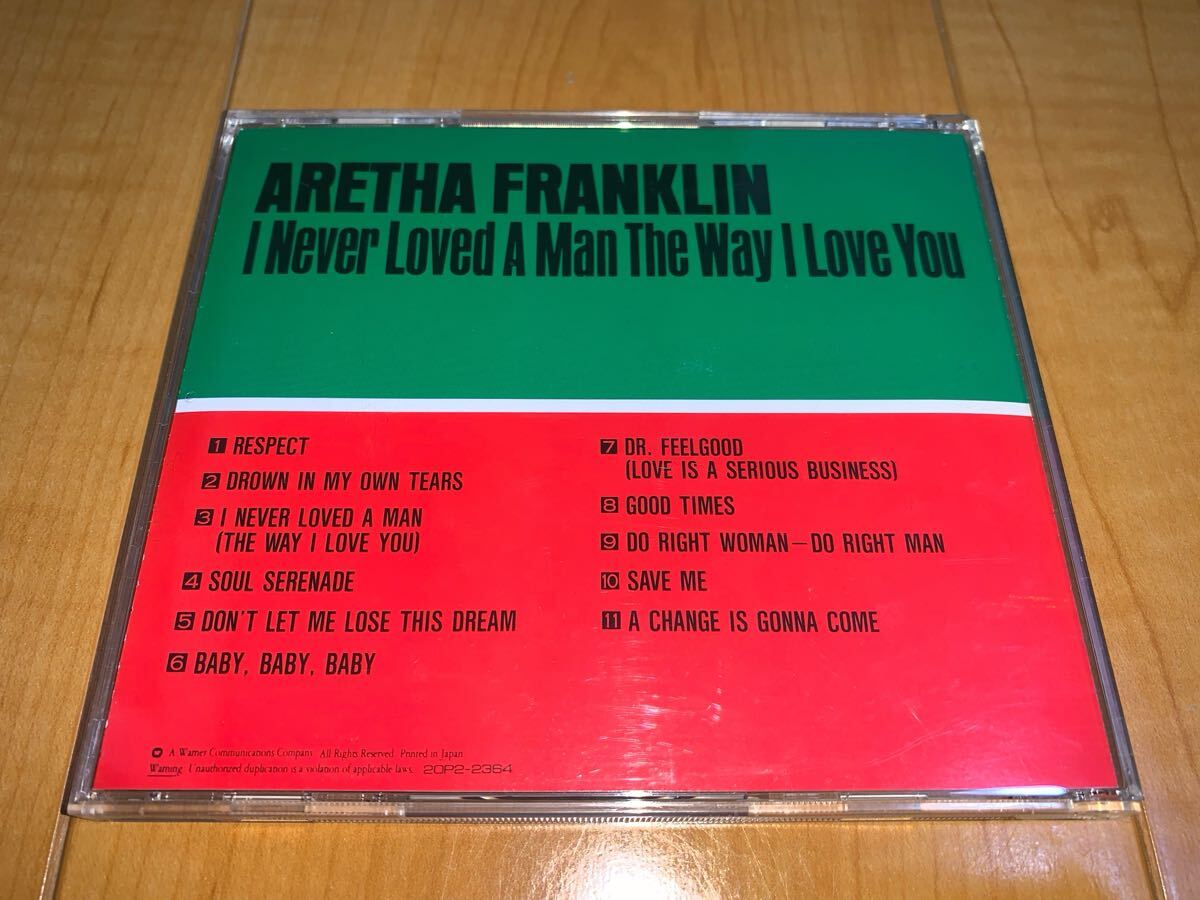 ARETHA FRANKLIN
I Never Loved A Man The Way I Love You
1 RESPECT
2 DROWN IN MY OWN TEARS
3 I NEVER LOVED A MAN
(THE WAY I LOVE YOU)
4 SOUL SERENADE
5 DON'T LET ME LOSE THIS DREAM
6 BABY, BABY, BABY
7 DR. FEELGOOD
(LOVE IS A SERIOUS BUSINESS)
8 GOOD TIMES
9 DO RIGHT WOMAN—DO RIGHT MAN
10 SAVE ME
11 A CHANGE IS GONNA COME
A Warner Communications Company. All Rights Reserved. Printed in Japan
Warning: Unauthorized duplication is a violation of applicable laws. 20P2-2364